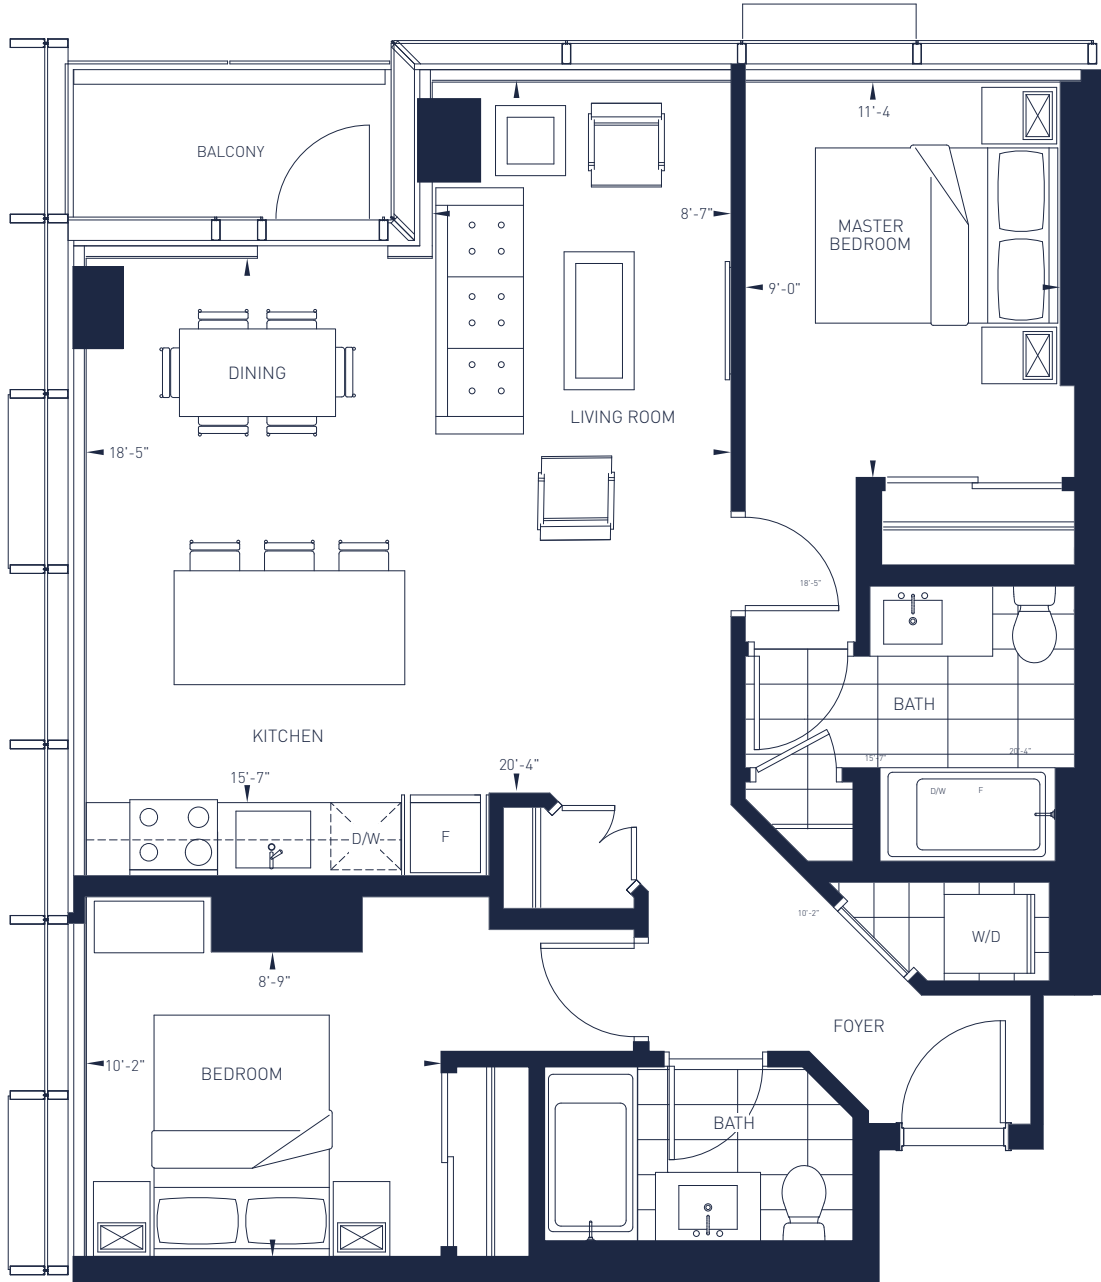 11'-4
BALCONY
8'-7"
MASTER
BEDROOM
9'-0"
DINING
LIVING ROOM
18'-5"
18'-5"
BATH
KITCHEN
20'-4"
15'-7"
20'-4"
15'-7"
D/W
F
D/W
F
10'-2"
W/D
8'-9"
FOYER
10'-2"
BEDROOM
BATH